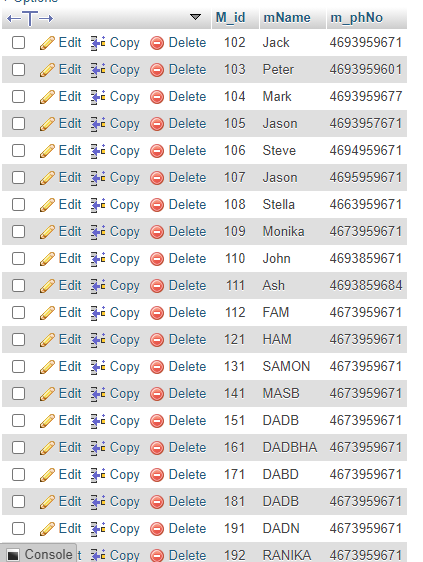 Options
M_id mName m_phNo
Edit Copy Delete 102 Jack 4693959671
Edit Copy Delete 103 Peter 4693959601
Edit Copy Delete 104 Mark 4693959677
Edit Copy Delete 105 Jason 4693957671
Edit Copy Delete 106 Steve 4694959671
Edit Copy Delete 107 Jason 4695959671
Edit Copy Delete 108 Stella 4663959671
Edit Copy Delete 109 Monika 4673959671
Edit Copy Delete 110 John 4693859671
Edit Copy Delete 111 Ash 4693859684
Edit Copy Delete 112 FAM 4673959671
Edit Copy Delete 121 HAM 4673959671
Edit Copy Delete 131 SAMON 4673959671
Edit Copy Delete 141 MASB 4673959671
Edit Copy Delete 151 DADB 4673959671
Edit Copy Delete 161 DADBHA 4673959671
Edit Copy Delete 171 DABD 4673959671
Edit Copy Delete 181 DADB 4673959671
Edit Copy Delete 191 DADN 4673959671
Console t Copy Delete 192 RANIKA 4673959671